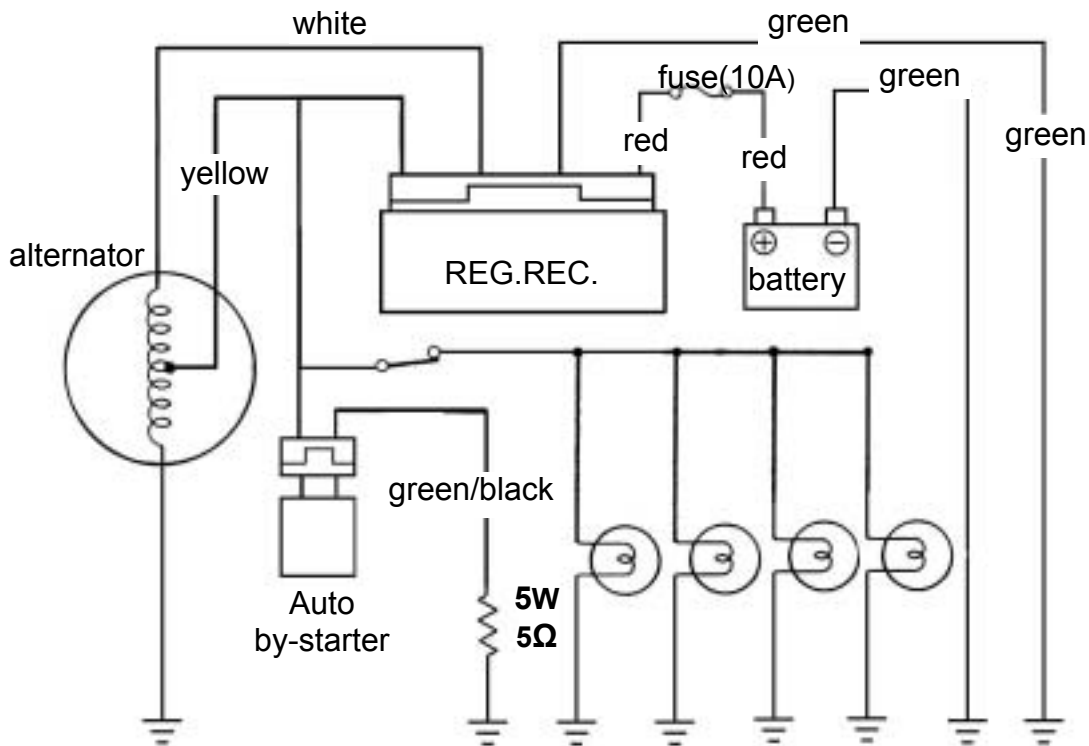 white
green
fuse(10A)
green
red
red
green
yellow
alternator
REG.REC.
battery
green/black
Auto
by-starter
5W
5Ω